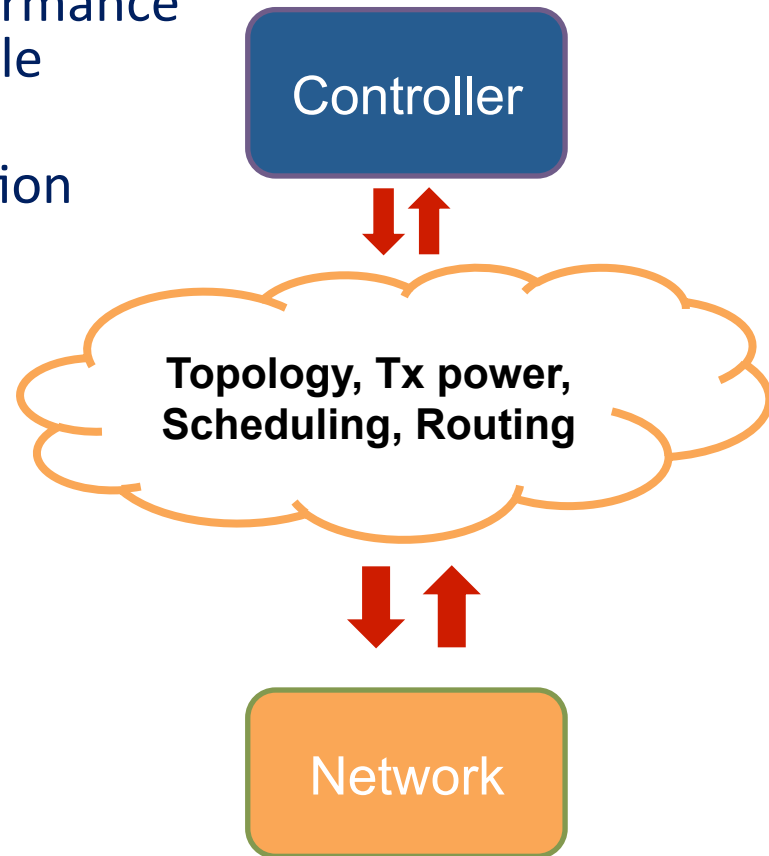 rmance
le
Controller
ion
Topology, Tx power,
Scheduling, Routing
Network